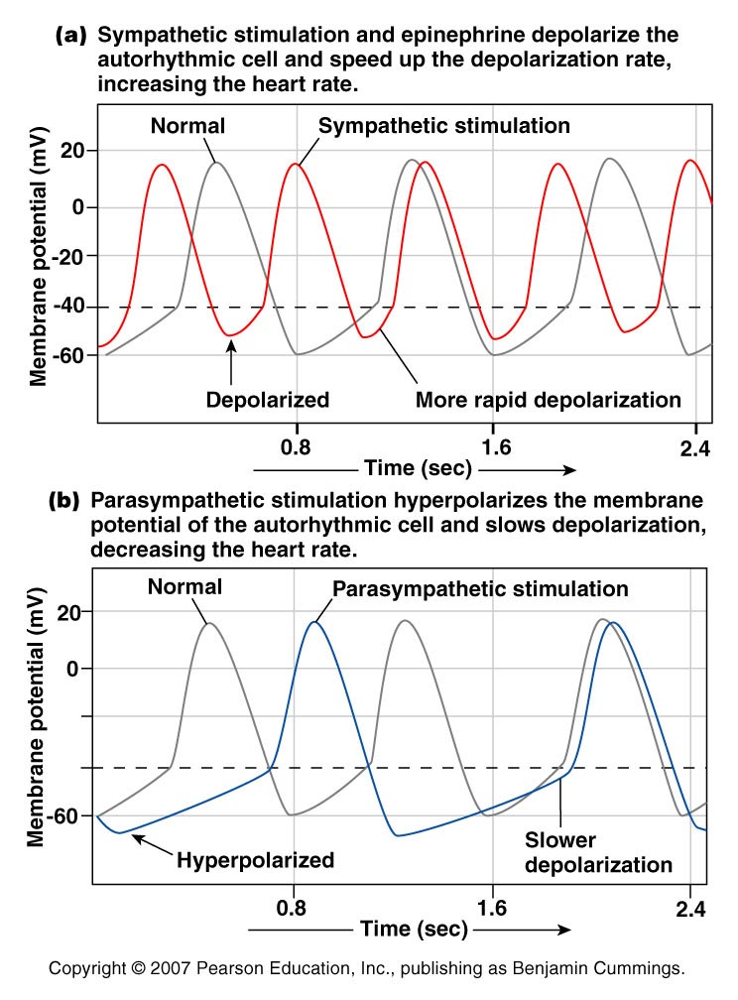 (a) Sympathetic stimulation and epinephrine depolarize the
autorhythmic cell and speed up the depolarization rate,
increasing the heart rate.
Normal
Sympathetic stimulation
Membrane potential (mV)
20
0
-20
-40
-60
Depolarized
More rapid depolarization
0.8
1.6
2.4
Time (sec)
(b) Parasympathetic stimulation hyperpolarizes the membrane
potential of the autorhythmic cell and slows depolarization,
decreasing the heart rate.
Normal
Parasympathetic stimulation
Membrane potential (mV)
20
0
-60
Hyperpolarized
Slower
depolarization
0.8
1.6
2.4
Time (sec)
Copyright © 2007 Pearson Education, Inc., publishing as Benjamin Cummings.